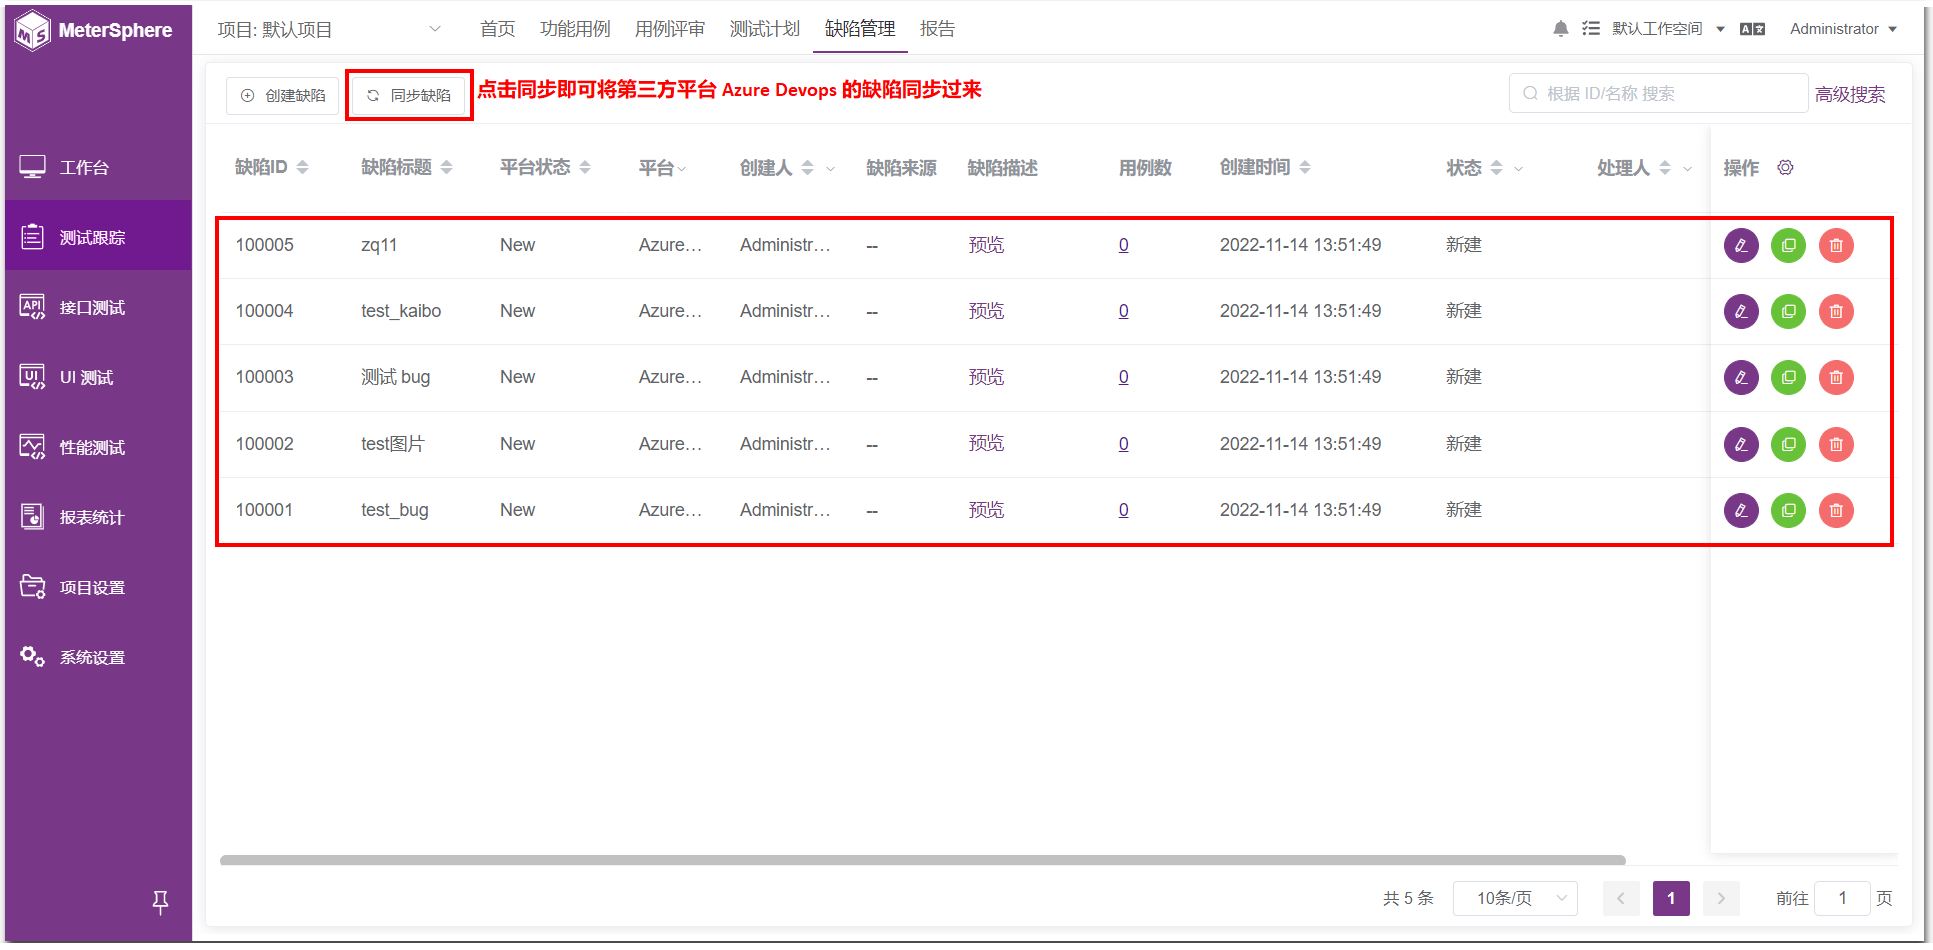 MeterSphere
项目: 默认项目
首页 功能用例 用例评审 测试计划 缺陷管理 报告
默认工作空间
Administrator
创建缺陷
同步缺陷
点击同步即可将第三方平台 Azure Devops 的缺陷同步过来
根据 ID/名称 搜索
高级搜索
工作台
测试跟踪
接口测试
UI 测试
性能测试
报表统计
项目设置
系统设置
缺陷ID 缺陷标题 平台状态 平台 创建人 缺陷来源 缺陷描述 用例数 创建时间 状态 处理人 操作
100005 zq11 New Azure... Administr... -- 预览 0 2022-11-14 13:51:49 新建
100004 test_kaibo New Azure... Administr... -- 预览 0 2022-11-14 13:51:49 新建
100003 测试 bug New Azure... Administr... -- 预览 0 2022-11-14 13:51:49 新建
100002 test图片 New Azure... Administr... -- 预览 0 2022-11-14 13:51:49 新建
100001 test_bug New Azure... Administr... -- 预览 0 2022-11-14 13:51:49 新建
共 5 条 10条/页 1 前往 1 页